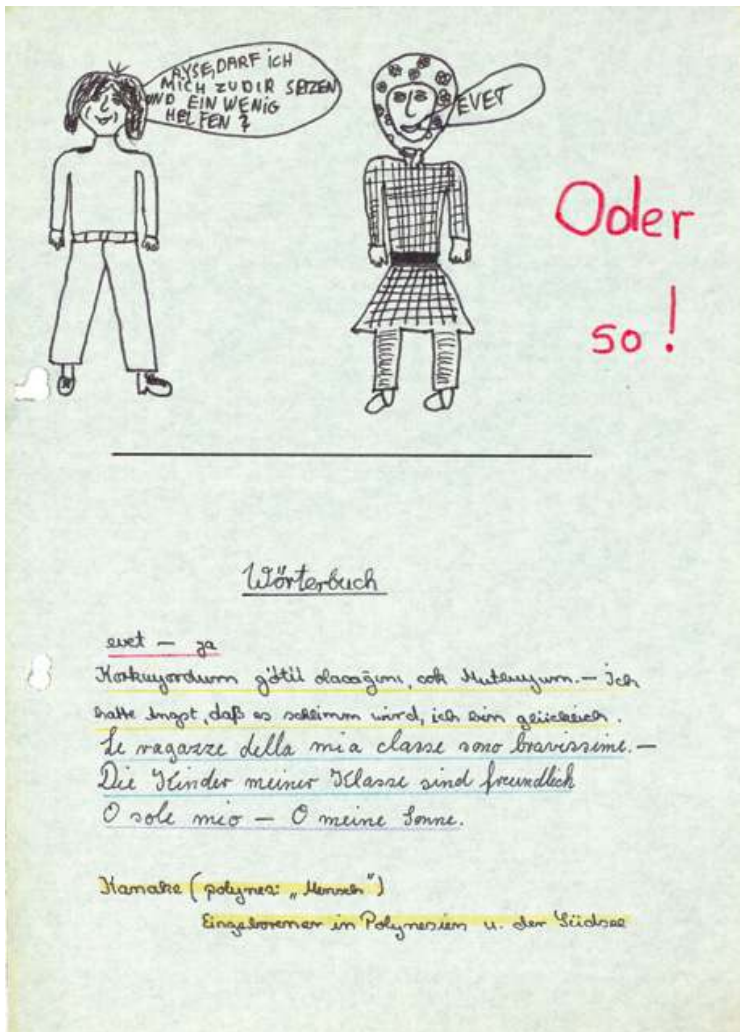 AYSE, DARF ICH
MICH ZU DIR SETZEN
UND EIN WENIG
HELFEN?
EVET
Oder
so!
Wörterbuch
evet – ja
Korkuyordum götü olacağını, cok Mutluyum. – Ich
hatte Angst, daß es schlimm wird, ich bin glücklich.
Le ragazze della mia classe sono bravissime. –
Die Kinder meiner Klasse sind freundlich
O sole mio – O meine Sonne.
Kanake (polynes: „Mensch")
Eingeborener in Polynesien u. der Südsee